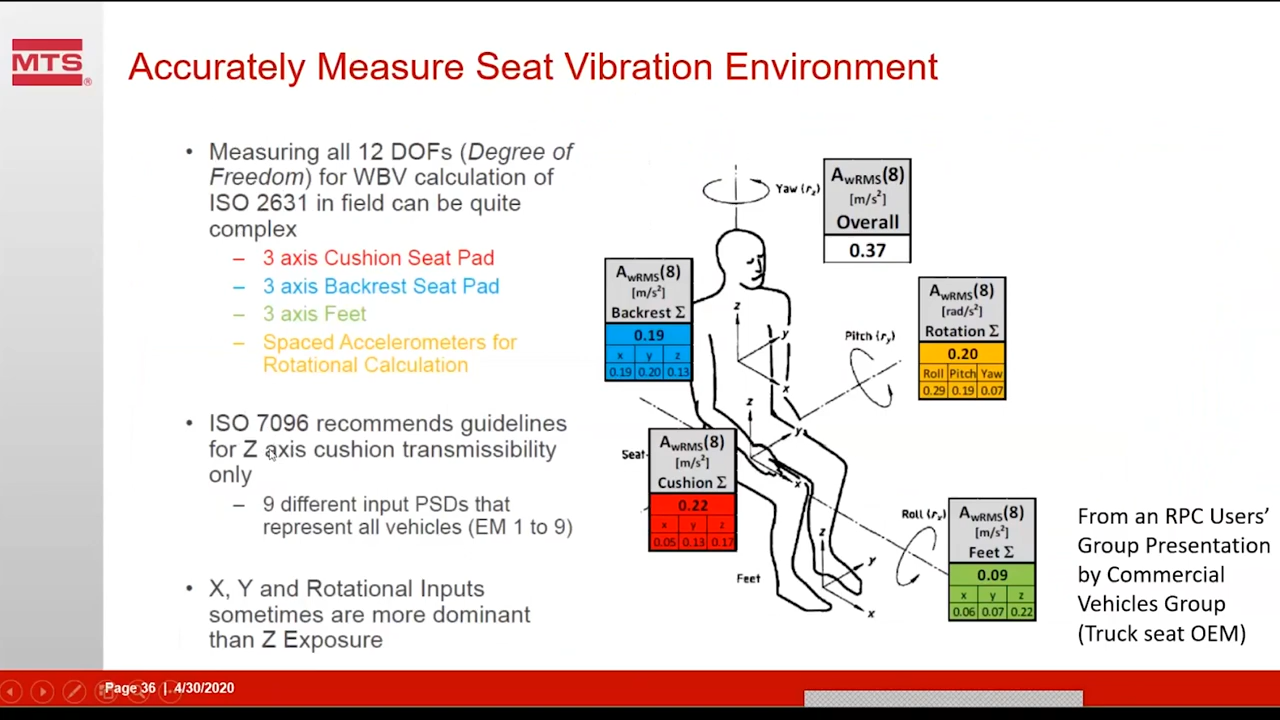 MTS
®
Accurately Measure Seat Vibration Environment
• Measuring all 12 DOFs (Degree of
Freedom) for WBV calculation of
ISO 2631 in field can be quite
complex
– 3 axis Cushion Seat Pad
– 3 axis Backrest Seat Pad
– 3 axis Feet
– Spaced Accelerometers for
Rotational Calculation
• ISO 7096 recommends guidelines
for Z axis cushion transmissibility
only
– 9 different input PSDs that
represent all vehicles (EM 1 to 9)
• X, Y and Rotational Inputs
sometimes are more dominant
than Z Exposure
Yaw (rz)
AwRMS(8)
[m/s²]
Overall
0.37
AwRMS(8)
[m/s²]
Backrest Σ
0.19
x y z
0.19 0.20 0.13
z
y
x
Pitch (ry)
AwRMS(8)
[rad/s²]
Rotation Σ
0.20
Roll Pitch Yaw
0.29 0.19 0.07
Seat
AwRMS(8)
[m/s²]
Cushion Σ
0.22
x y z
0.05 0.13 0.17
z
y
x
Roll (rx)
AwRMS(8)
[m/s²]
Feet Σ
0.09
x y z
0.06 0.07 0.22
Feet
z
y
x
From an RPC Users’
Group Presentation
by Commercial
Vehicles Group
(Truck seat OEM)
Page 36 | 4/30/2020